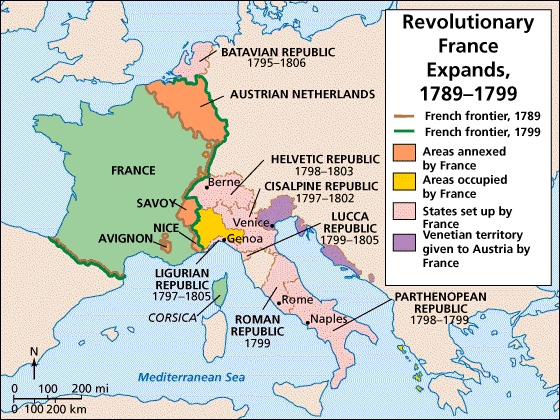 Revolutionary
France
Expands,
1789–1799
French frontier, 1789
French frontier, 1799
Areas annexed
by France
Areas occupied
by France
States set up by
France
Venetian territory
given to Austria by
France
BATAVIAN REPUBLIC
1795–1806
AUSTRIAN NETHERLANDS
FRANCE
HELVETIC REPUBLIC
1798–1803
Berne
CISALPINE REPUBLIC
1797–1802
SAVOY
Venice
LUCCA
REPUBLIC
1799–1805
NICE
AVIGNON
Genoa
LIGURIAN
REPUBLIC
1797–1805
CORSICA
ROMAN
REPUBLIC
1799
Rome
Naples
PARTHENOPEAN
REPUBLIC
1798–1799
Mediterranean Sea
N
0 100 200 mi
0 100 200 km